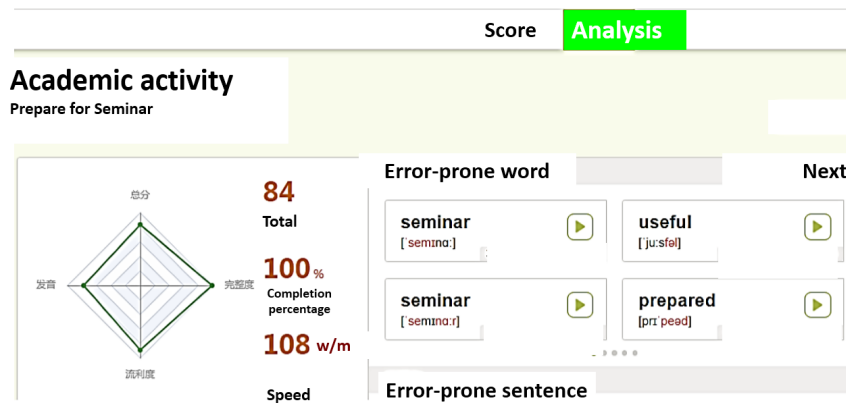 Score Analysis
Academic activity
Prepare for Seminar
Error-prone word Next
总分
84
Total
seminar
[ˈsemɪnɑː]
useful
[ˈjuːsfəl]
发音
完整度
100%
Completion
percentage
seminar
[ˈsemɪnɑːr]
prepared
[prɪˈpeəd]
108 w/m
流利度
Speed
Error-prone sentence